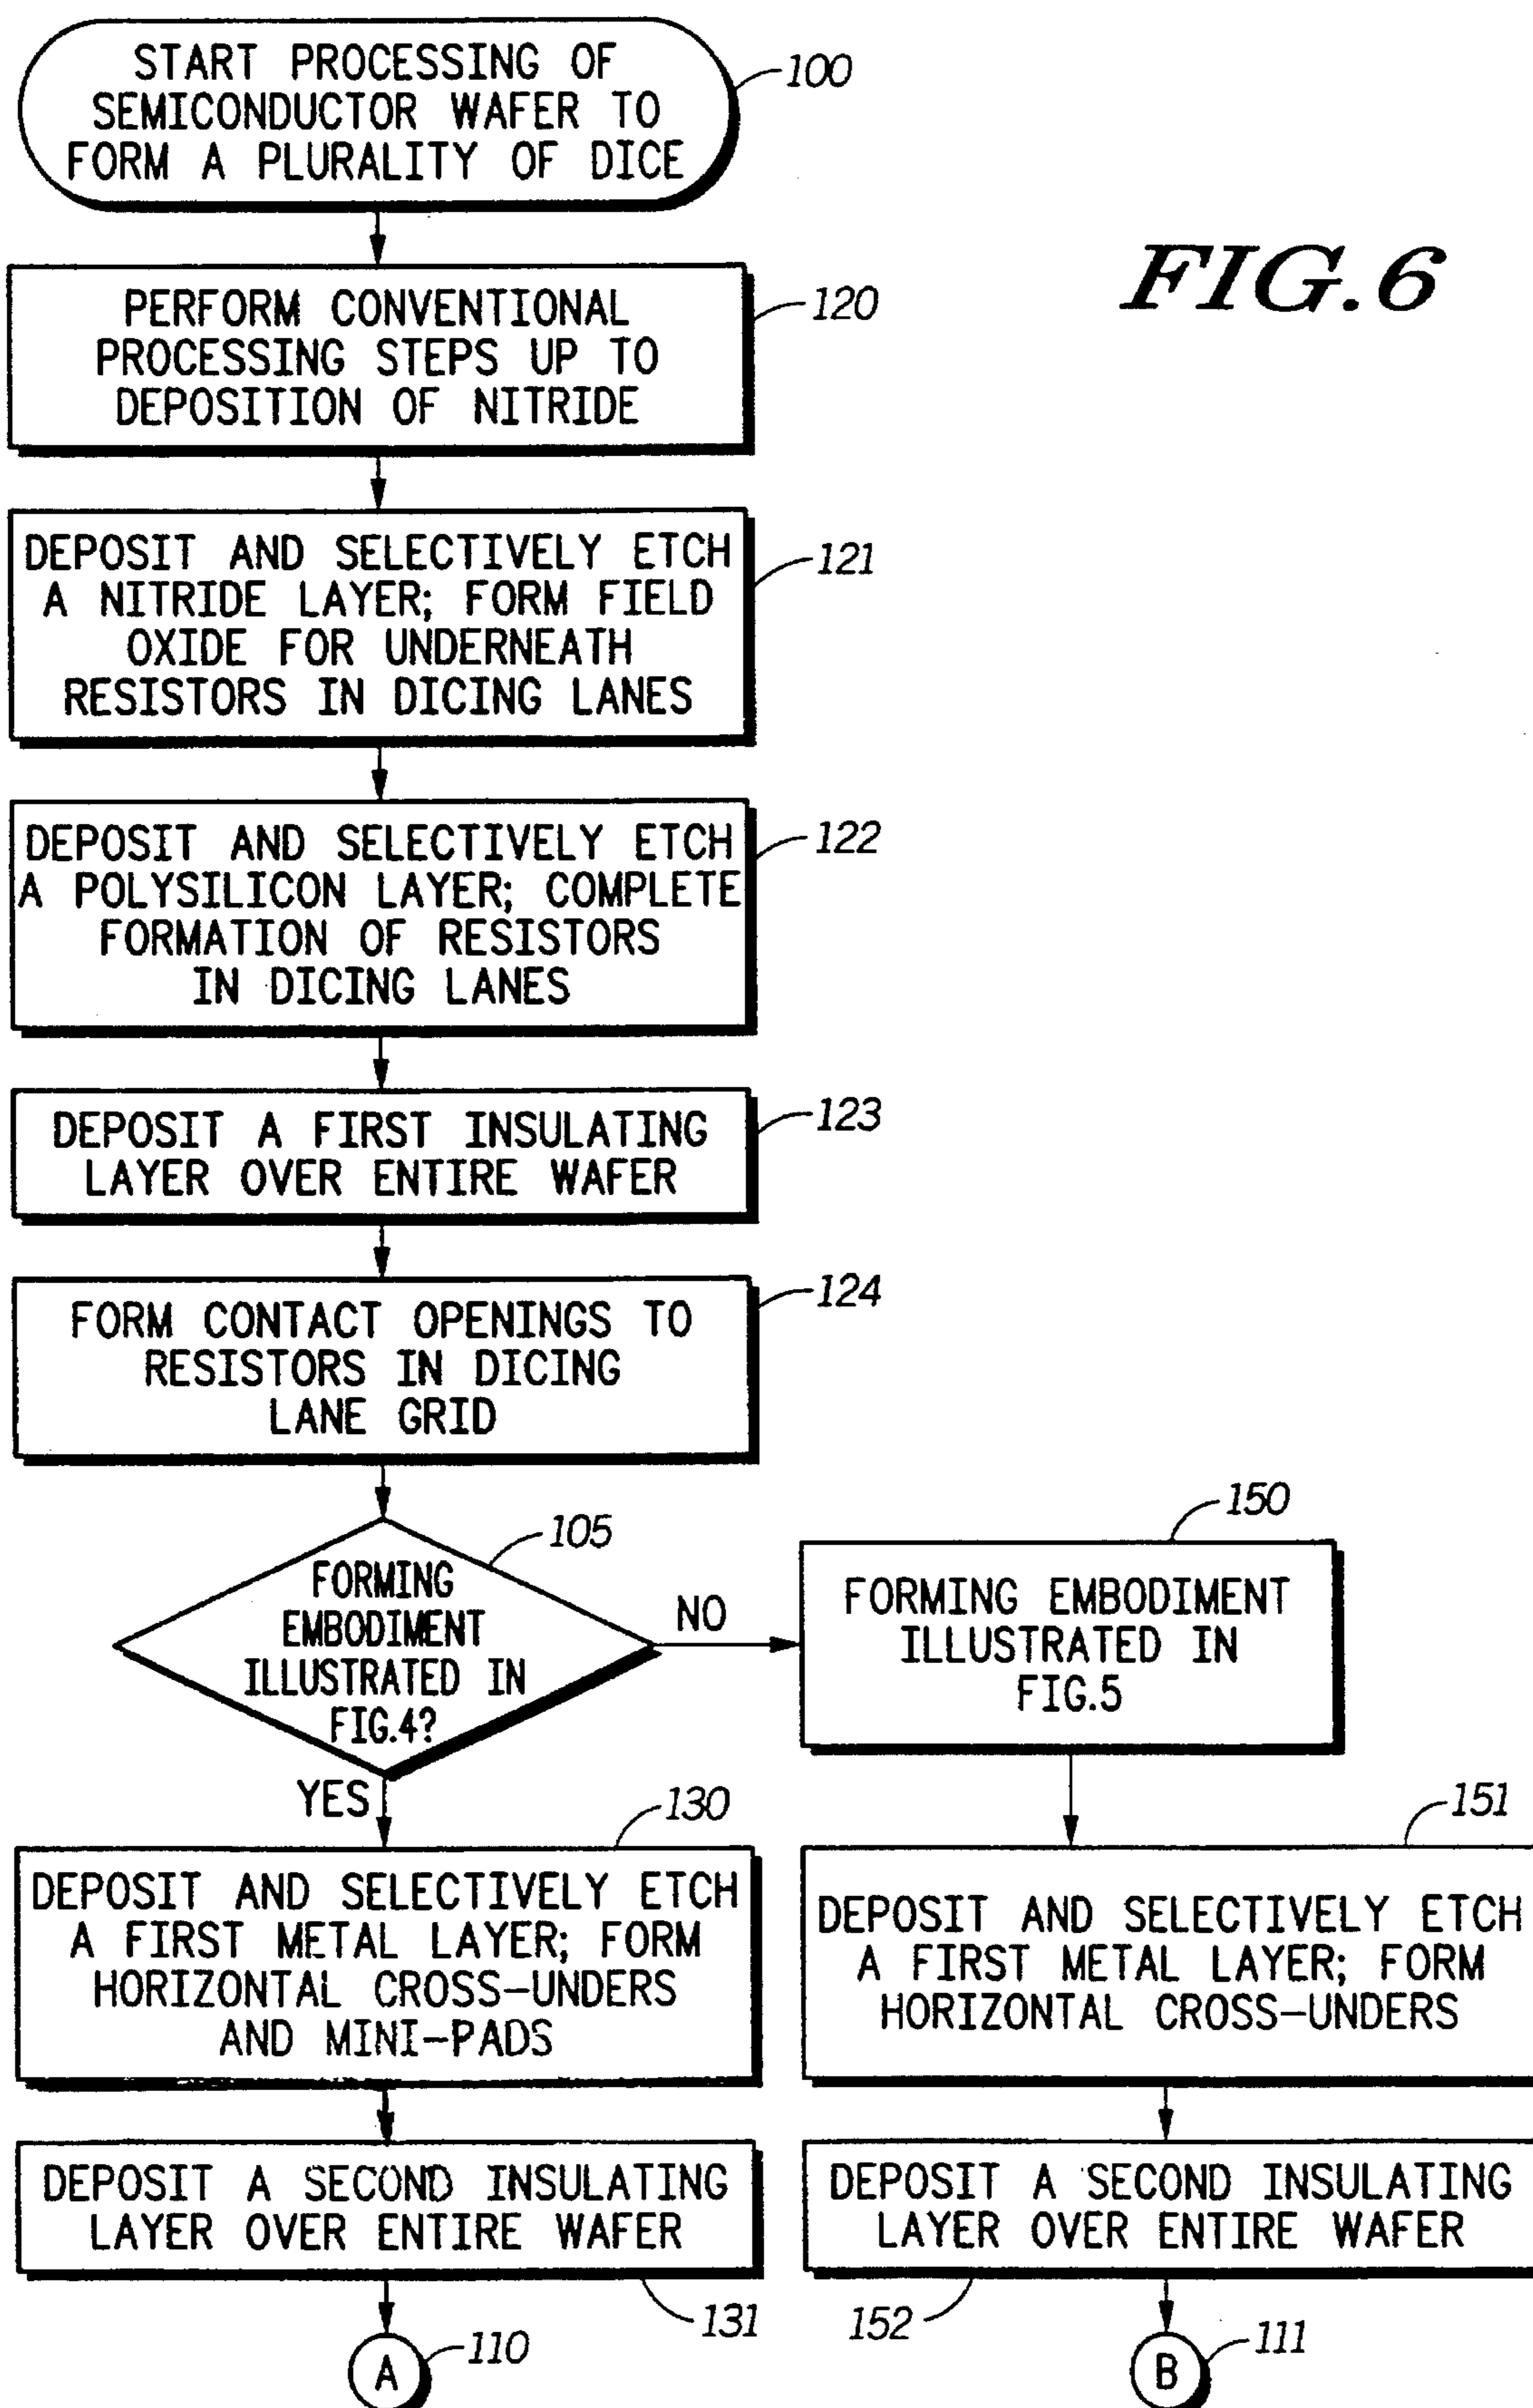 START PROCESSING OF
SEMICONDUCTOR WAFER TO
FORM A PLURALITY OF DICE
100
FIG.6
PERFORM CONVENTIONAL
PROCESSING STEPS UP TO
DEPOSITION OF NITRIDE
120
DEPOSIT AND SELECTIVELY ETCH
A NITRIDE LAYER; FORM FIELD
OXIDE FOR UNDERNEATH
RESISTORS IN DICING LANES
121
DEPOSIT AND SELECTIVELY ETCH
A POLYSILICON LAYER; COMPLETE
FORMATION OF RESISTORS
IN DICING LANES
122
DEPOSIT A FIRST INSULATING
LAYER OVER ENTIRE WAFER
123
FORM CONTACT OPENINGS TO
RESISTORS IN DICING
LANE GRID
124
FORMING
EMBODIMENT
ILLUSTRATED IN
FIG.4?
105
NO
YES
FORMING EMBODIMENT
ILLUSTRATED IN
FIG.5
150
DEPOSIT AND SELECTIVELY ETCH
A FIRST METAL LAYER; FORM
HORIZONTAL CROSS-UNDERS
AND MINI-PADS
130
DEPOSIT AND SELECTIVELY ETCH
A FIRST METAL LAYER; FORM
HORIZONTAL CROSS-UNDERS
151
DEPOSIT A SECOND INSULATING
LAYER OVER ENTIRE WAFER
131
DEPOSIT A SECOND INSULATING
LAYER OVER ENTIRE WAFER
152
A
110
B
111